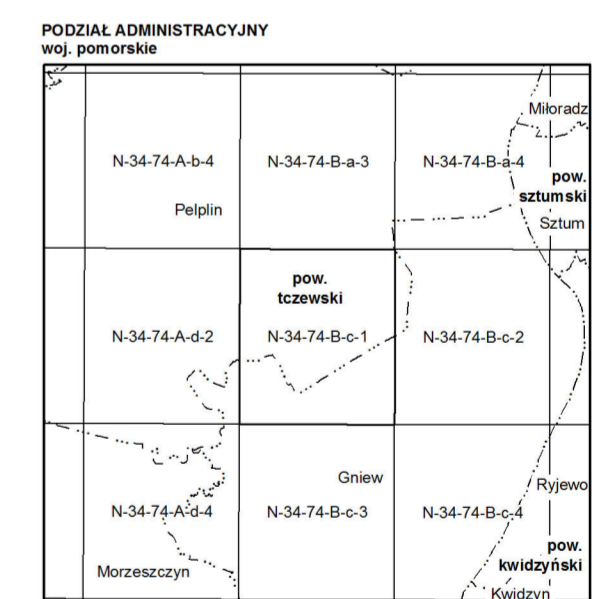 PODZIAŁ ADMINISTRACYJNY
woj. pomorskie
Miłoradz
N-34-74-A-b-4
N-34-74-B-a-3
N-34-74-B-a-4
pow.
sztumski
Pelplin
Sztum
pow.
tczewski
N-34-74-A-d-2
N-34-74-B-c-1
N-34-74-B-c-2
Gniew
Ryjewo
N-34-74-A-d-4
N-34-74-B-c-3
N-34-74-B-c-4
pow.
kwidzyński
Morzeszczyn
Kwidzyn